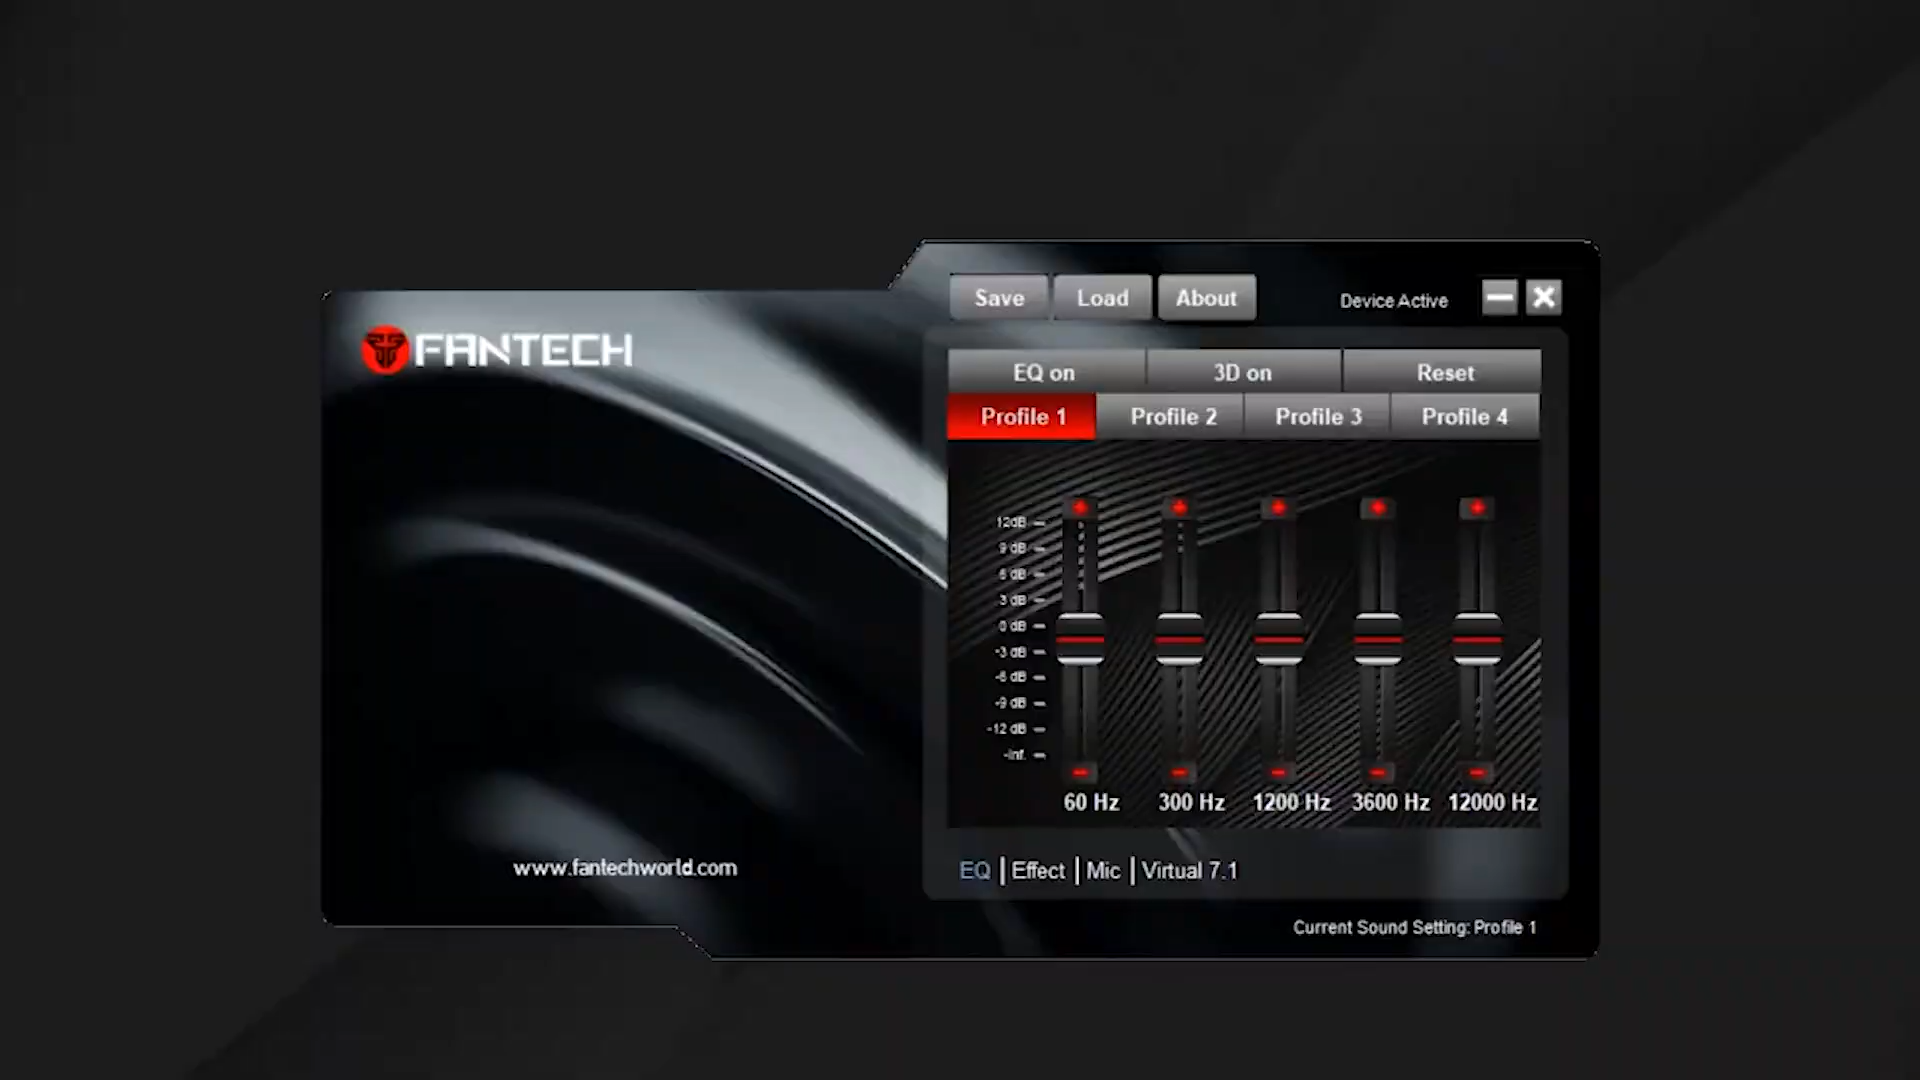 Save Load About Device Active
FANTECH
EQ on 3D on Reset
Profile 1 Profile 2 Profile 3 Profile 4
12dB
9 dB
6 dB
3 dB
0 dB
-3 dB
-6 dB
-9 dB
-12 dB
-inf.
60 Hz 300 Hz 1200 Hz 3600 Hz 12000 Hz
www.fantechworld.com
EQ | Effect | Mic | Virtual 7.1
Current Sound Setting: Profile 1